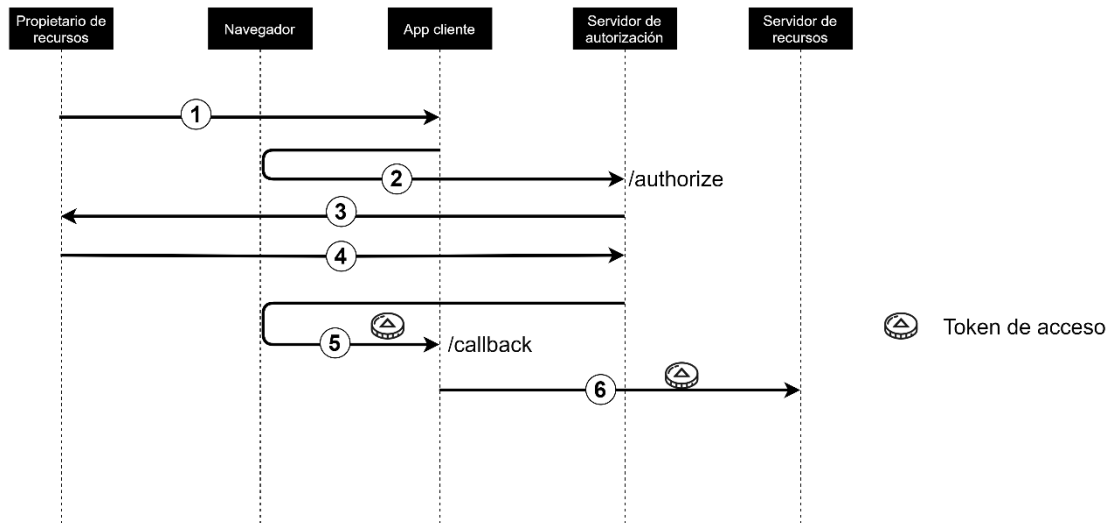 Propietario de
recursos
Navegador
App cliente
Servidor de
autorización
Servidor de
recursos
1
2
/authorize
3
4
5
/callback
Token de acceso
6